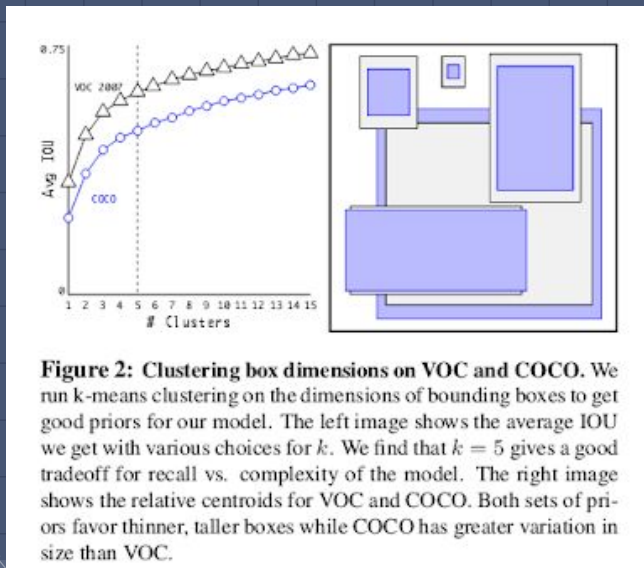 0.75
VOC 2007
COCO
Avg IOU
0
1 2 3 4 5 6 7 8 9 10 11 12 13 14 15
# Clusters
Figure 2: Clustering box dimensions on VOC and COCO. We
run k-means clustering on the dimensions of bounding boxes to get
good priors for our model. The left image shows the average IOU
we get with various choices for k. We find that k = 5 gives a good
tradeoff for recall vs. complexity of the model. The right image
shows the relative centroids for VOC and COCO. Both sets of pri-
ors favor thinner, taller boxes while COCO has greater variation in
size than VOC.